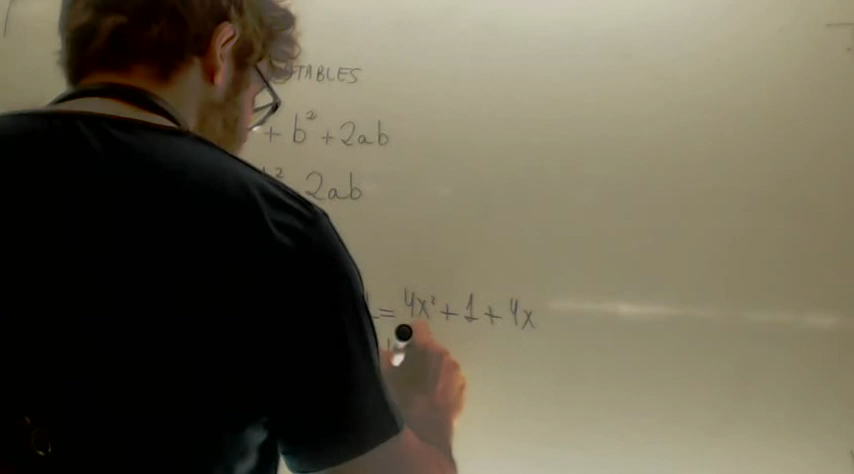 TABLES
+ b² + 2ab
² 2ab
= 4x² + 1 + 4x